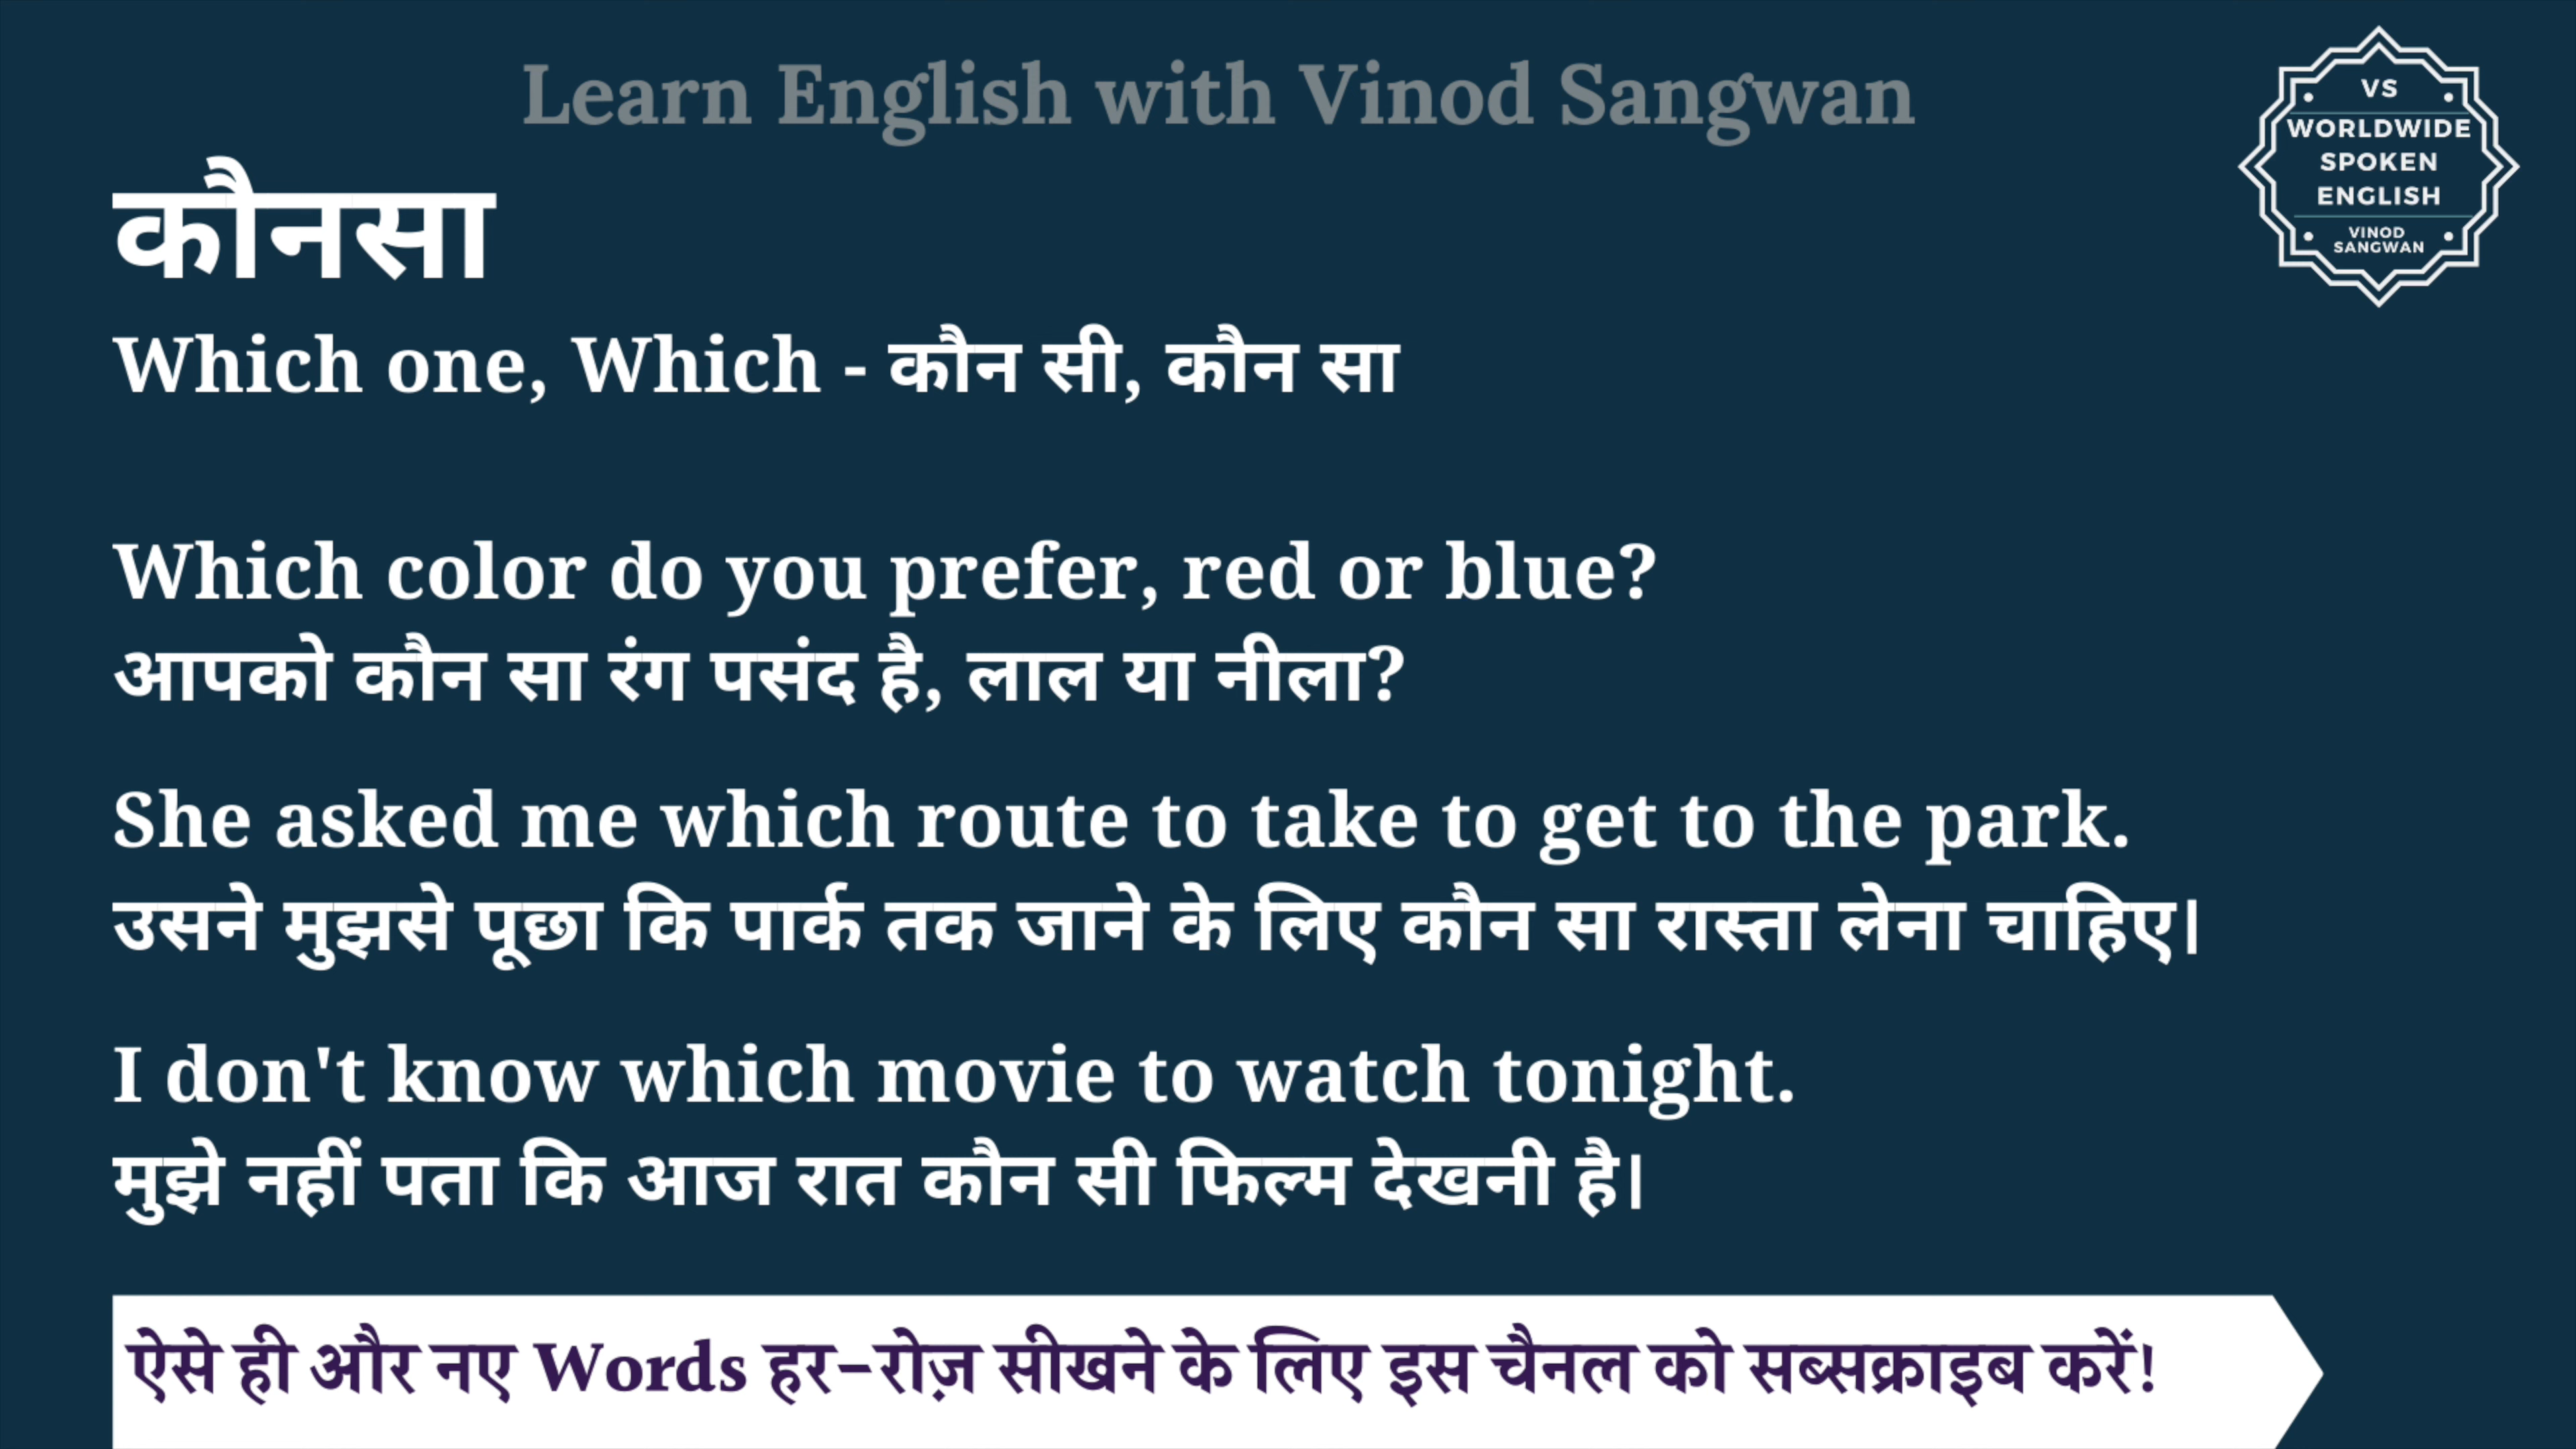 Learn English with Vinod Sangwan
VS
WORLDWIDE
SPOKEN
ENGLISH
VINOD
SANGWAN
कौनसा
Which one, Which - कौन सी, कौन सा
Which color do you prefer, red or blue?
आपको कौन सा रंग पसंद है, लाल या नीला?
She asked me which route to take to get to the park.
उसने मुझसे पूछा कि पार्क तक जाने के लिए कौन सा रास्ता लेना चाहिए।
I don't know which movie to watch tonight.
मुझे नहीं पता कि आज रात कौन सी फिल्म देखनी है।
ऐसे ही और नए Words हर-रोज़ सीखने के लिए इस चैनल को सब्सक्राइब करें!